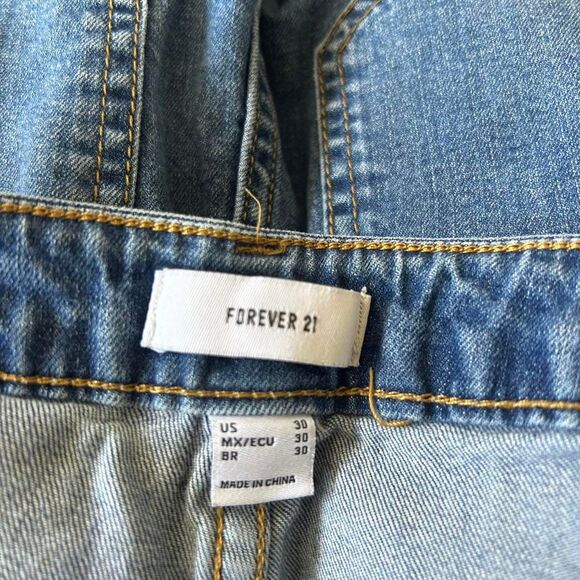 FOREVER 21
US 30
MX/ECU 30
BR 30
MADE IN CHINA